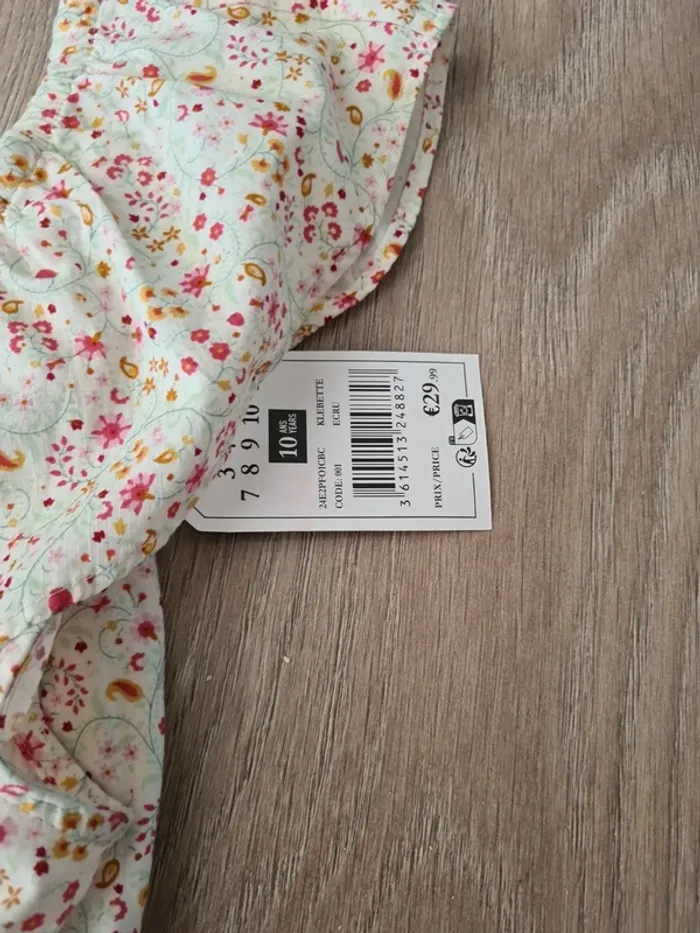 7 8 9 10
10 ANS
YEARS
24E2PFO1CBC KLEBETTE
CODE: 001 ECRU
3 614513 248827
PRIX/PRICE €29.99